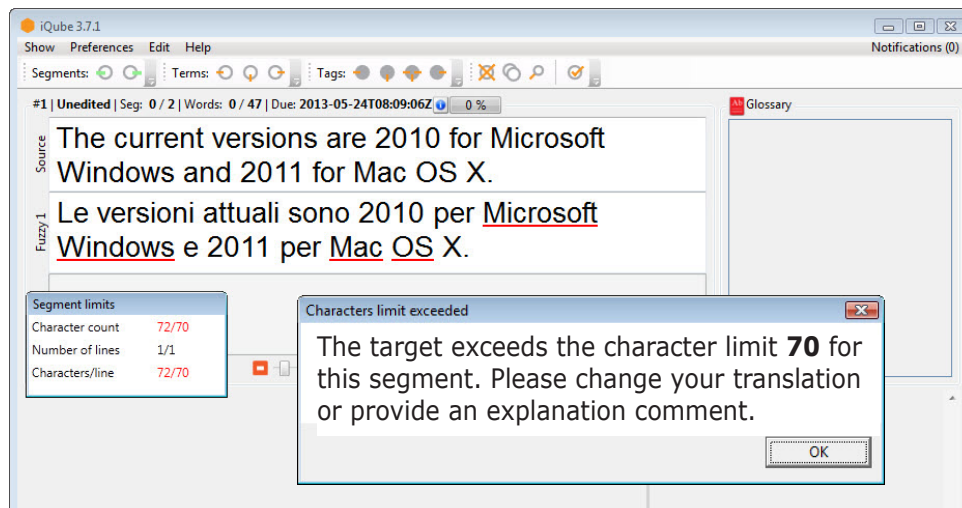 iQube 3.7.1
Show Preferences Edit Help Notifications (0)
Segments: Terms: Tags:
#1 | Unedited | Seg: 0 / 2 | Words: 0 / 47 | Due: 2013-05-24T08:09:06Z 0 %
Glossary
Source
The current versions are 2010 for Microsoft
Windows and 2011 for Mac OS X.
Fuzzy 1
Le versioni attuali sono 2010 per Microsoft
Windows e 2011 per Mac OS X.
Segment limits
Character count 72/70
Number of lines 1/1
Characters/line 72/70
Characters limit exceeded
The target exceeds the character limit 70 for
this segment. Please change your translation
or provide an explanation comment.
OK